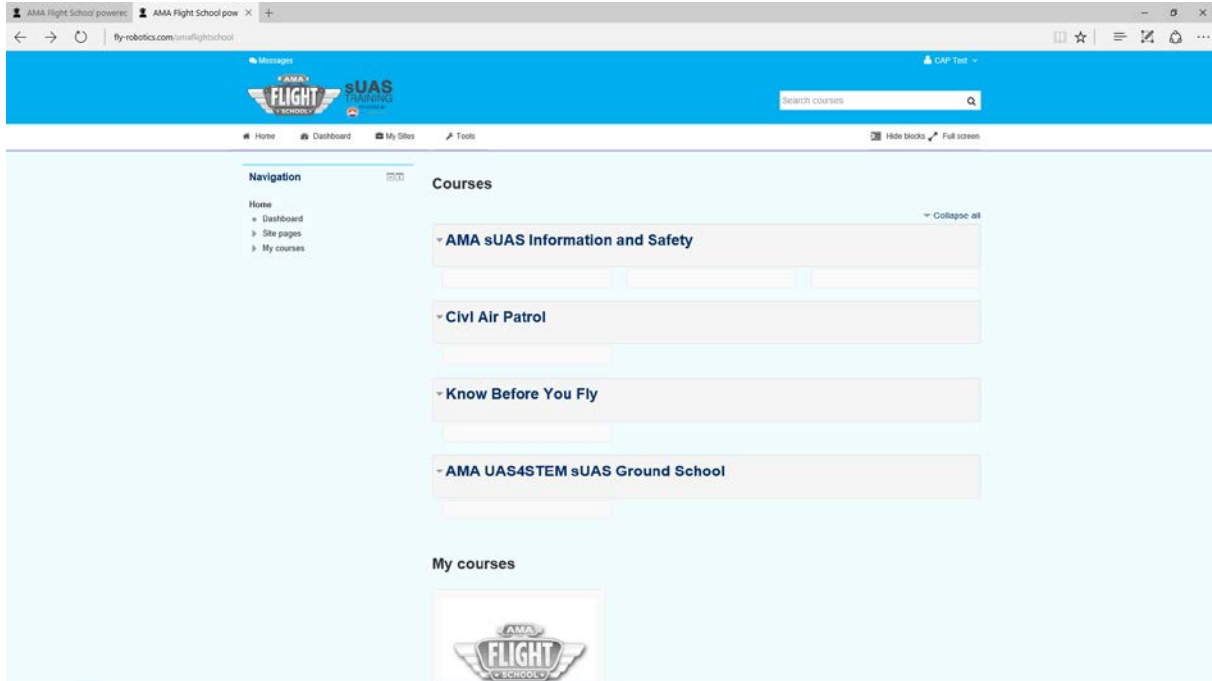 AMA Flight School powerec AMA Flight School pow
fly-robotics.com/amaflightschool
Messages CAP Test
AMA
FLIGHT
SCHOOL
sUAS
TRAINING
Search courses
Home Dashboard My Sites Tools Hide blocks Full screen
Navigation
Home
Dashboard
Site pages
My courses
Courses
Collapse all
AMA sUAS Information and Safety
Civl Air Patrol
Know Before You Fly
AMA UAS4STEM sUAS Ground School
My courses
AMA
FLIGHT
SCHOOL